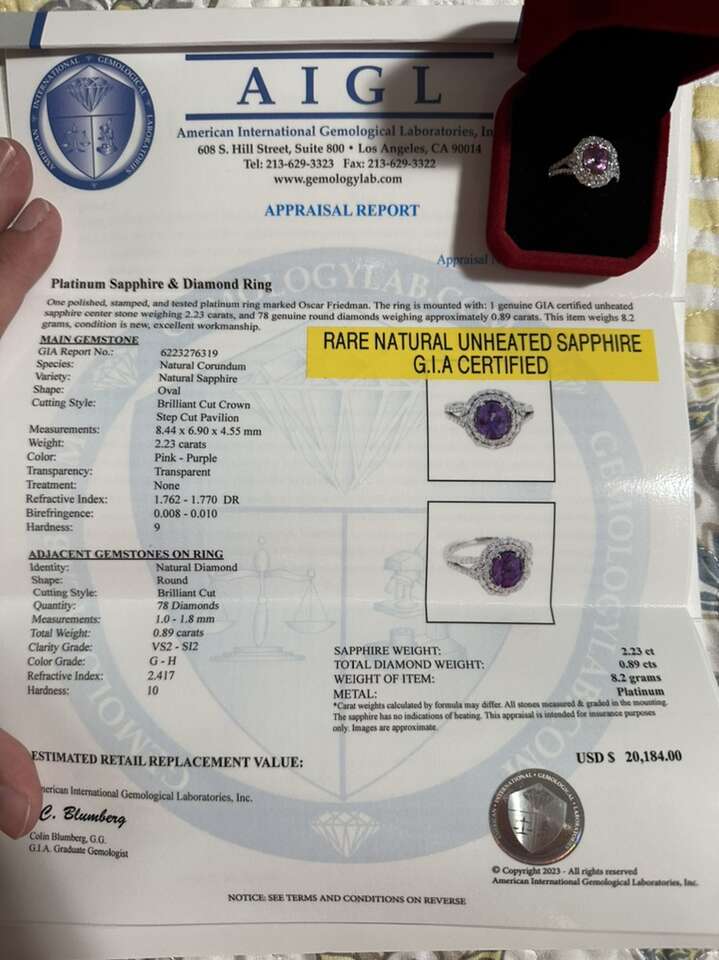 AIGL
AMERICAN INTERNATIONAL GEMOLOGICAL LABORATORIES
American International Gemological Laboratories, In
608 S. Hill Street, Suite 800 • Los Angeles, CA 90014
Tel: 213-629-3323 Fax: 213-629-3322
www.gemologylab.com
APPRAISAL REPORT
Appraisal
Platinum Sapphire & Diamond Ring
One polished, stamped, and tested platinum ring marked Oscar Friedman. The ring is mounted with: 1 genuine GIA certified unheated
sapphire center stone weighing 2.23 carats, and 78 genuine round diamonds weighing approximately 0.89 carats. This item weighs 8.2
grams, condition is new, excellent workmanship.
RARE NATURAL UNHEATED SAPPHIRE
G.I.A CERTIFIED
MAIN GEMSTONE
GIA Report No.: 6223276319
Species: Natural Corundum
Variety: Natural Sapphire
Shape: Oval
Cutting Style: Brilliant Cut Crown
Step Cut Pavilion
Measurements: 8.44 x 6.90 x 4.55 mm
Weight: 2.23 carats
Color: Pink - Purple
Transparency: Transparent
Treatment: None
Refractive Index: 1.762 - 1.770 DR
Birefringence: 0.008 - 0.010
Hardness: 9
ADJACENT GEMSTONES ON RING
Identity: Natural Diamond
Shape: Round
Cutting Style: Brilliant Cut
Quantity: 78 Diamonds
Measurements: 1.0 - 1.8 mm
Total Weight: 0.89 carats
Clarity Grade: VS2 - SI2
Color Grade: G - H
Refractive Index: 2.417
Hardness: 10
SAPPHIRE WEIGHT: 2.23 ct
TOTAL DIAMOND WEIGHT: 0.89 cts
WEIGHT OF ITEM: 8.2 grams
METAL: Platinum
*Carat weights calculated by formula may differ. All stones measured & graded in the mounting.
The sapphire has no indications of heating. This appraisal is intended for insurance purposes
only. Images are approximate.
ESTIMATED RETAIL REPLACEMENT VALUE: USD $ 20,184.00
merican International Gemological Laboratories, Inc.
C. Blumberg
Colin Blumberg, G.G.
G.I.A. Graduate Gemologist
AMERICAN • INTERNATIONAL • GEMOLOGICAL • LABORATORIES
© Copyright 2023 - All rights reserved
American International Gemological Laboratories, Inc.
NOTICE: SEE TERMS AND CONDITIONS ON REVERSE